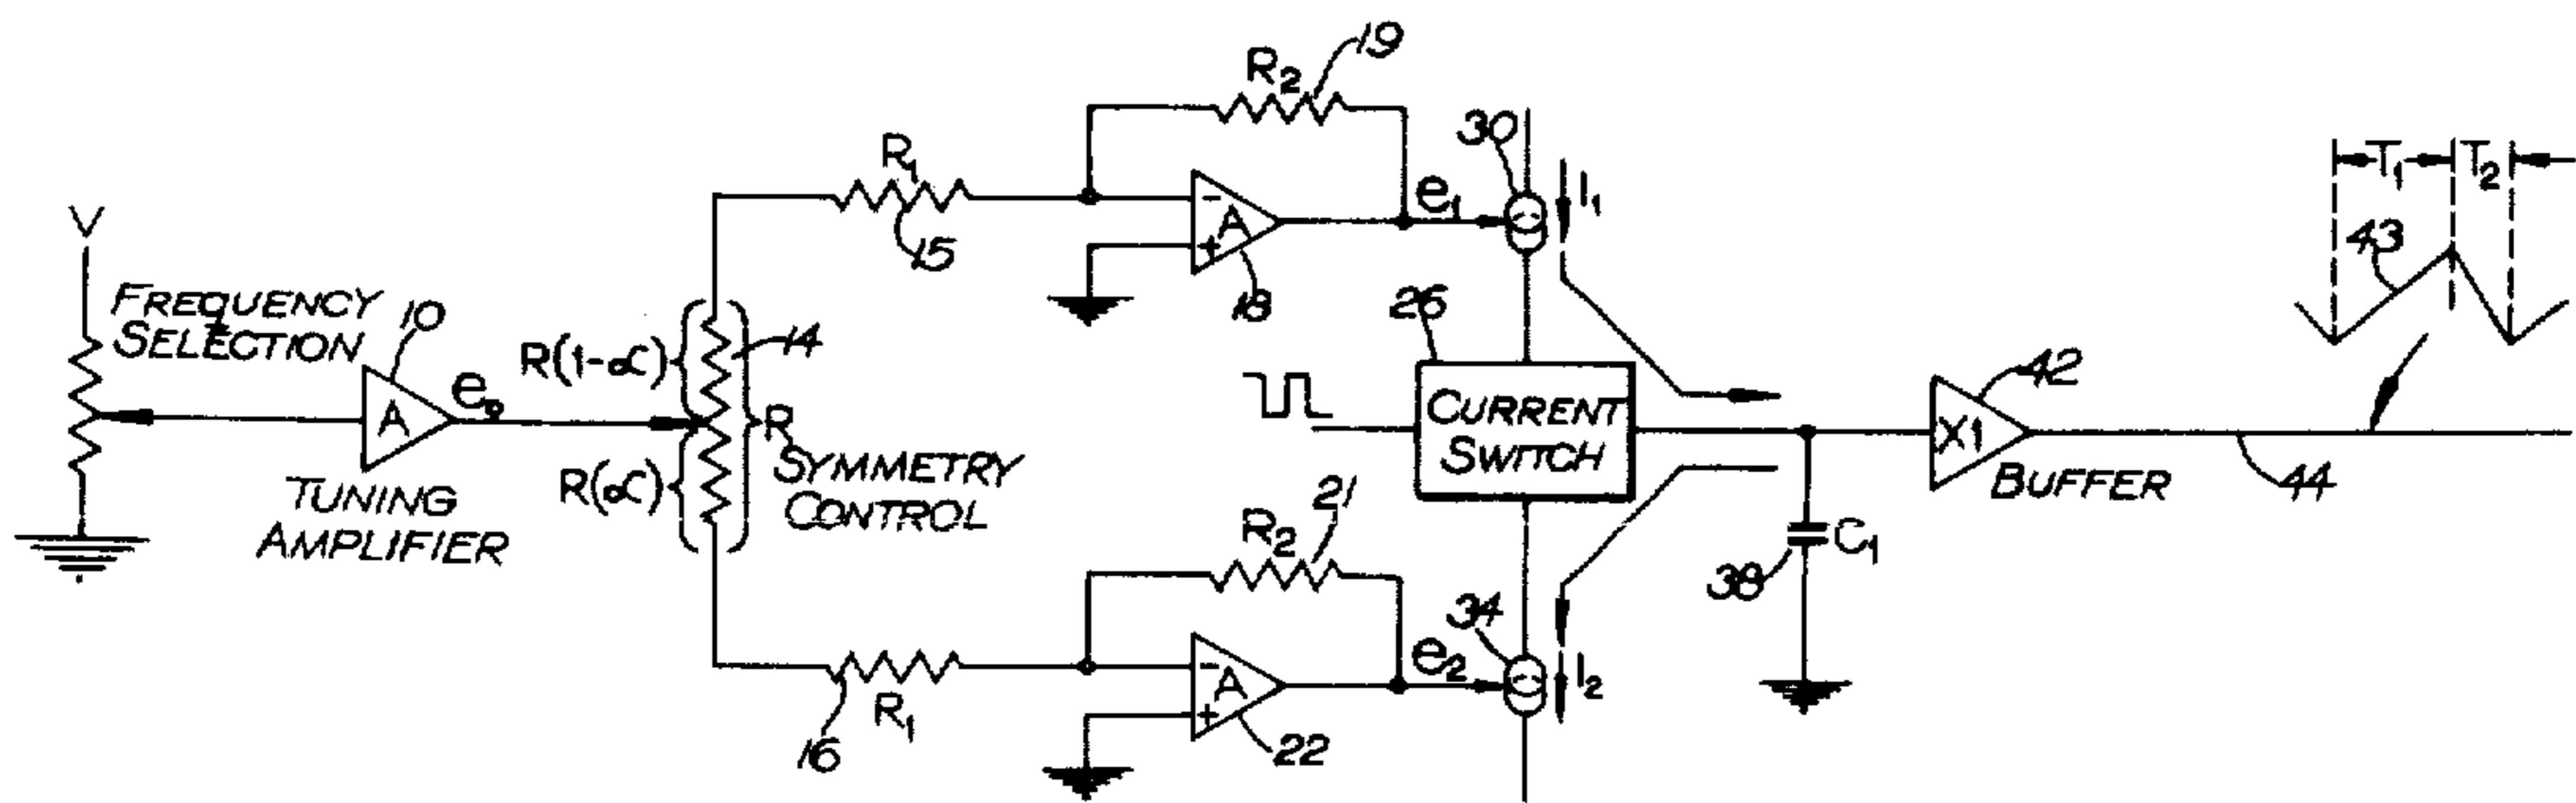 V
FREQUENCY
SELECTION
10
A
e₀
TUNING
AMPLIFIER
R(1-α)
R(α)
14
R
SYMMETRY
CONTROL
R₁
15
R₂
19
A
-
+
18
e₁
30
I₁
26
CURRENT
SWITCH
16
R₁
R₂
21
A
-
+
22
e₂
34
I₂
38
C₁
X1
42
BUFFER
44
43
T₁
T₂